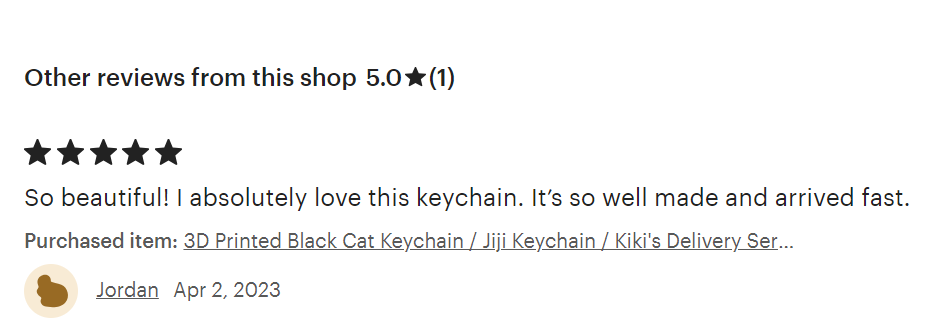 Other reviews from this shop 5.0★(1)
★★★★★
So beautiful! I absolutely love this keychain. It’s so well made and arrived fast.
Purchased item: 3D Printed Black Cat Keychain / Jiji Keychain / Kiki's Delivery Ser...
Jordan Apr 2, 2023